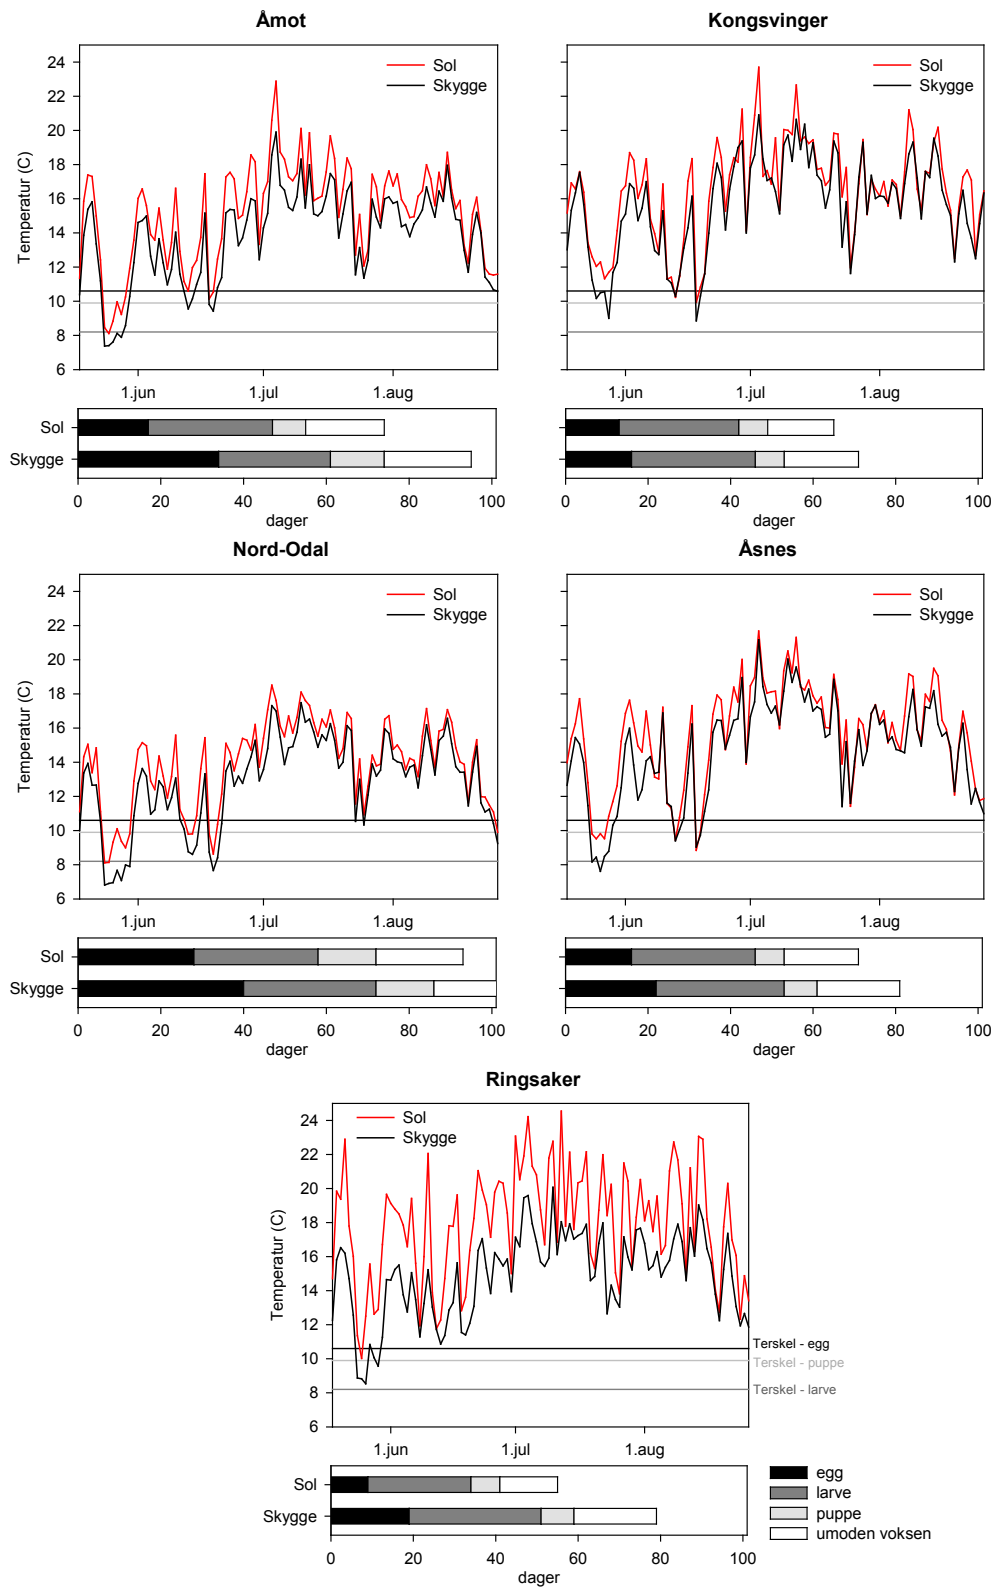 Åmot
Kongsvinger
Temperatur (C)
24
22
20
18
16
14
12
10
8
6
Sol
Skygge
Sol
Skygge
1.jun
1.jul
1.aug
1.jun
1.jul
1.aug
Sol
Skygge
0
20
40
60
80
100
dager
0
20
40
60
80
100
dager
Nord-Odal
Åsnes
Temperatur (C)
24
22
20
18
16
14
12
10
8
6
Sol
Skygge
Sol
Skygge
1.jun
1.jul
1.aug
1.jun
1.jul
1.aug
Sol
Skygge
0
20
40
60
80
100
dager
0
20
40
60
80
100
dager
Ringsaker
Temperatur (C)
24
22
20
18
16
14
12
10
8
6
Sol
Skygge
Terskel - egg
Terskel - puppe
Terskel - larve
1.jun
1.jul
1.aug
Sol
Skygge
0
20
40
60
80
100
dager
egg
larve
puppe
umoden voksen